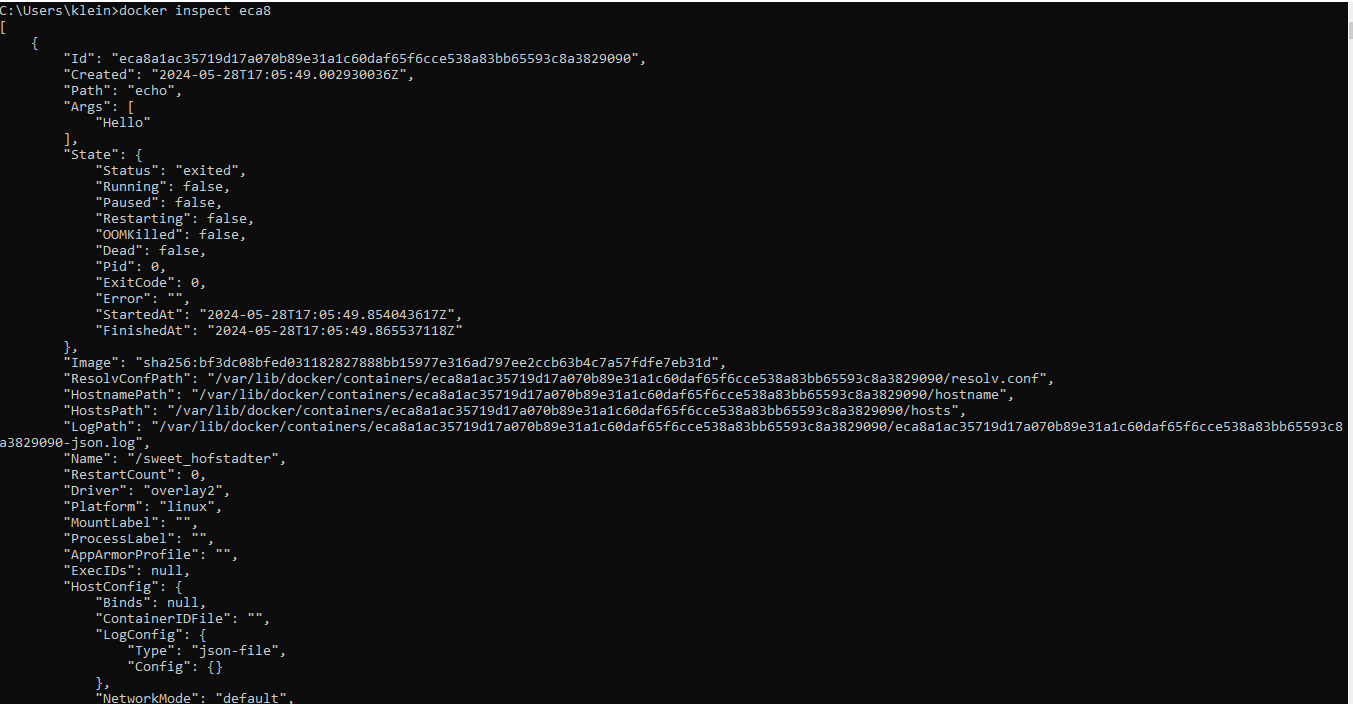 C:\Users\klein>docker inspect eca8
[
    {
        "Id": "eca8a1ac35719d17a070b89e31a1c60daf65f6cce538a83bb65593c8a3829090",
        "Created": "2024-05-28T17:05:49.002930036Z",
        "Path": "echo",
        "Args": [
            "Hello"
        ],
        "State": {
            "Status": "exited",
            "Running": false,
            "Paused": false,
            "Restarting": false,
            "OOMKilled": false,
            "Dead": false,
            "Pid": 0,
            "ExitCode": 0,
            "Error": "",
            "StartedAt": "2024-05-28T17:05:49.854043617Z",
            "FinishedAt": "2024-05-28T17:05:49.865537118Z"
        },
        "Image": "sha256:bf3dc08bfed031182827888bb15977e316ad797ee2ccb63b4c7a57fdfe7eb31d",
        "ResolvConfPath": "/var/lib/docker/containers/eca8a1ac35719d17a070b89e31a1c60daf65f6cce538a83bb65593c8a3829090/resolv.conf",
        "HostnamePath": "/var/lib/docker/containers/eca8a1ac35719d17a070b89e31a1c60daf65f6cce538a83bb65593c8a3829090/hostname",
        "HostsPath": "/var/lib/docker/containers/eca8a1ac35719d17a070b89e31a1c60daf65f6cce538a83bb65593c8a3829090/hosts",
        "LogPath": "/var/lib/docker/containers/eca8a1ac35719d17a070b89e31a1c60daf65f6cce538a83bb65593c8a3829090/eca8a1ac35719d17a070b89e31a1c60daf65f6cce538a83bb65593c8
a3829090-json.log",
        "Name": "/sweet_hofstadter",
        "RestartCount": 0,
        "Driver": "overlay2",
        "Platform": "linux",
        "MountLabel": "",
        "ProcessLabel": "",
        "AppArmorProfile": "",
        "ExecIDs": null,
        "HostConfig": {
            "Binds": null,
            "ContainerIDFile": "",
            "LogConfig": {
                "Type": "json-file",
                "Config": {}
            },
            "NetworkMode": "default",